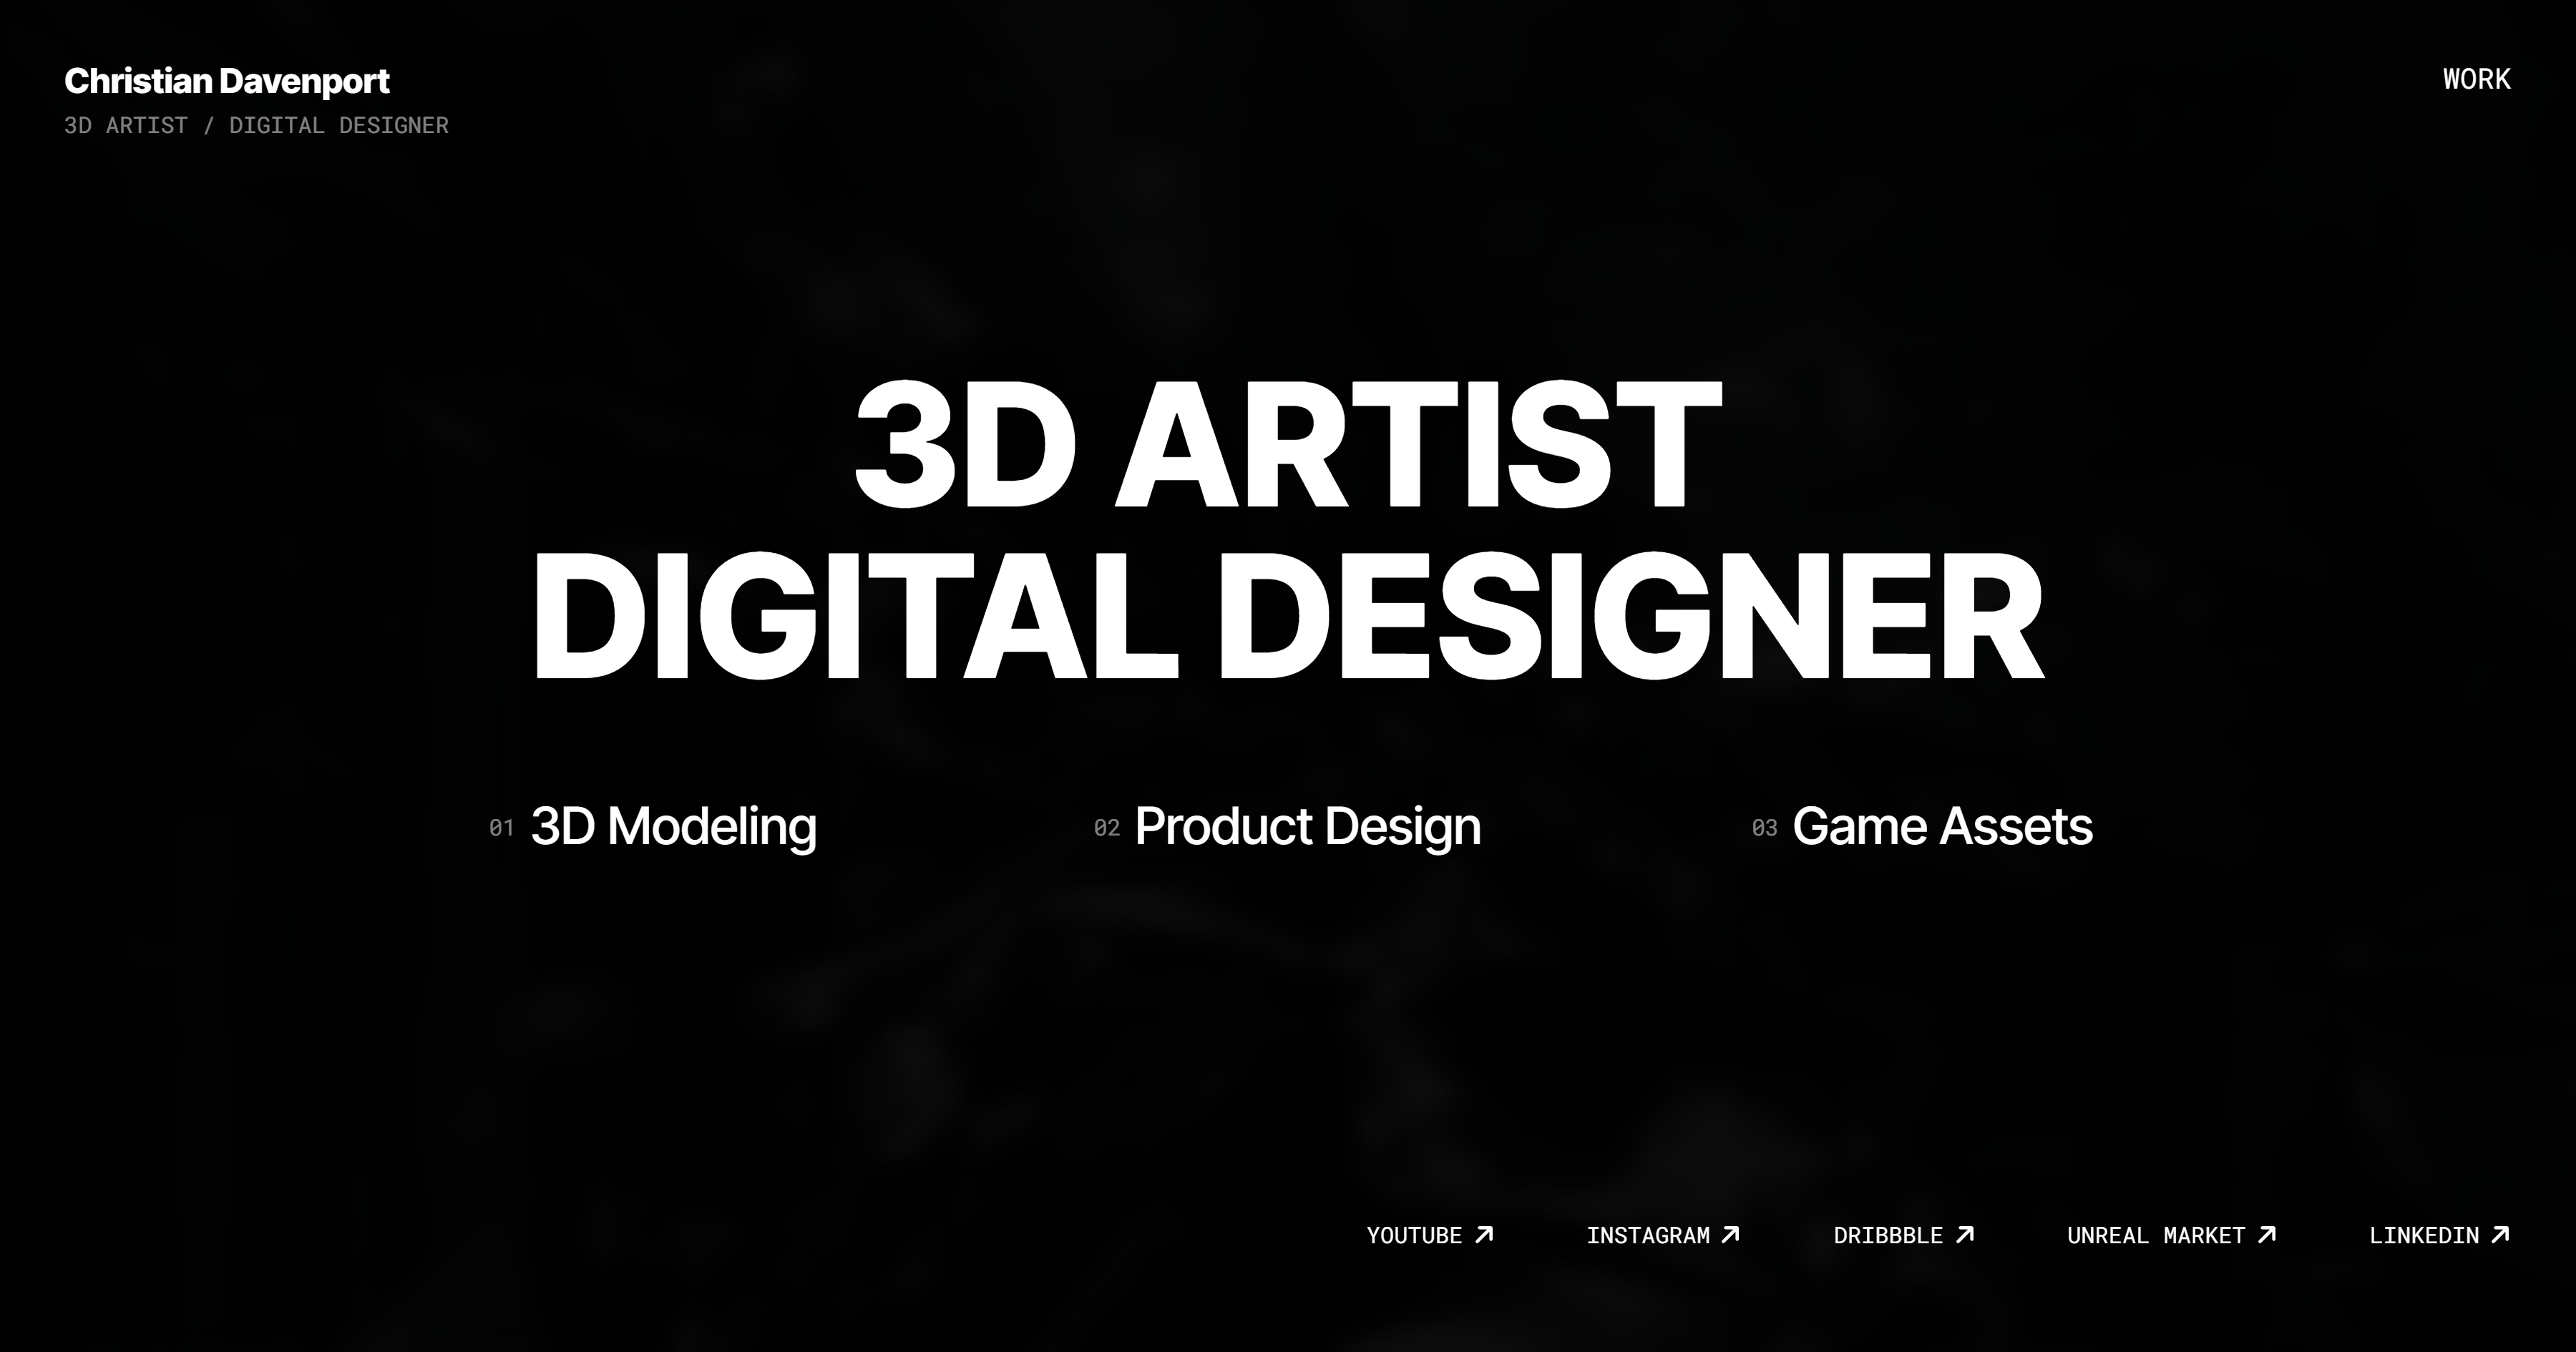 Christian Davenport
3D ARTIST / DIGITAL DESIGNER
WORK
3D ARTIST
DIGITAL DESIGNER
01 3D Modeling
02 Product Design
03 Game Assets
YOUTUBE ↗ INSTAGRAM ↗ DRIBBBLE ↗ UNREAL MARKET ↗ LINKEDIN ↗